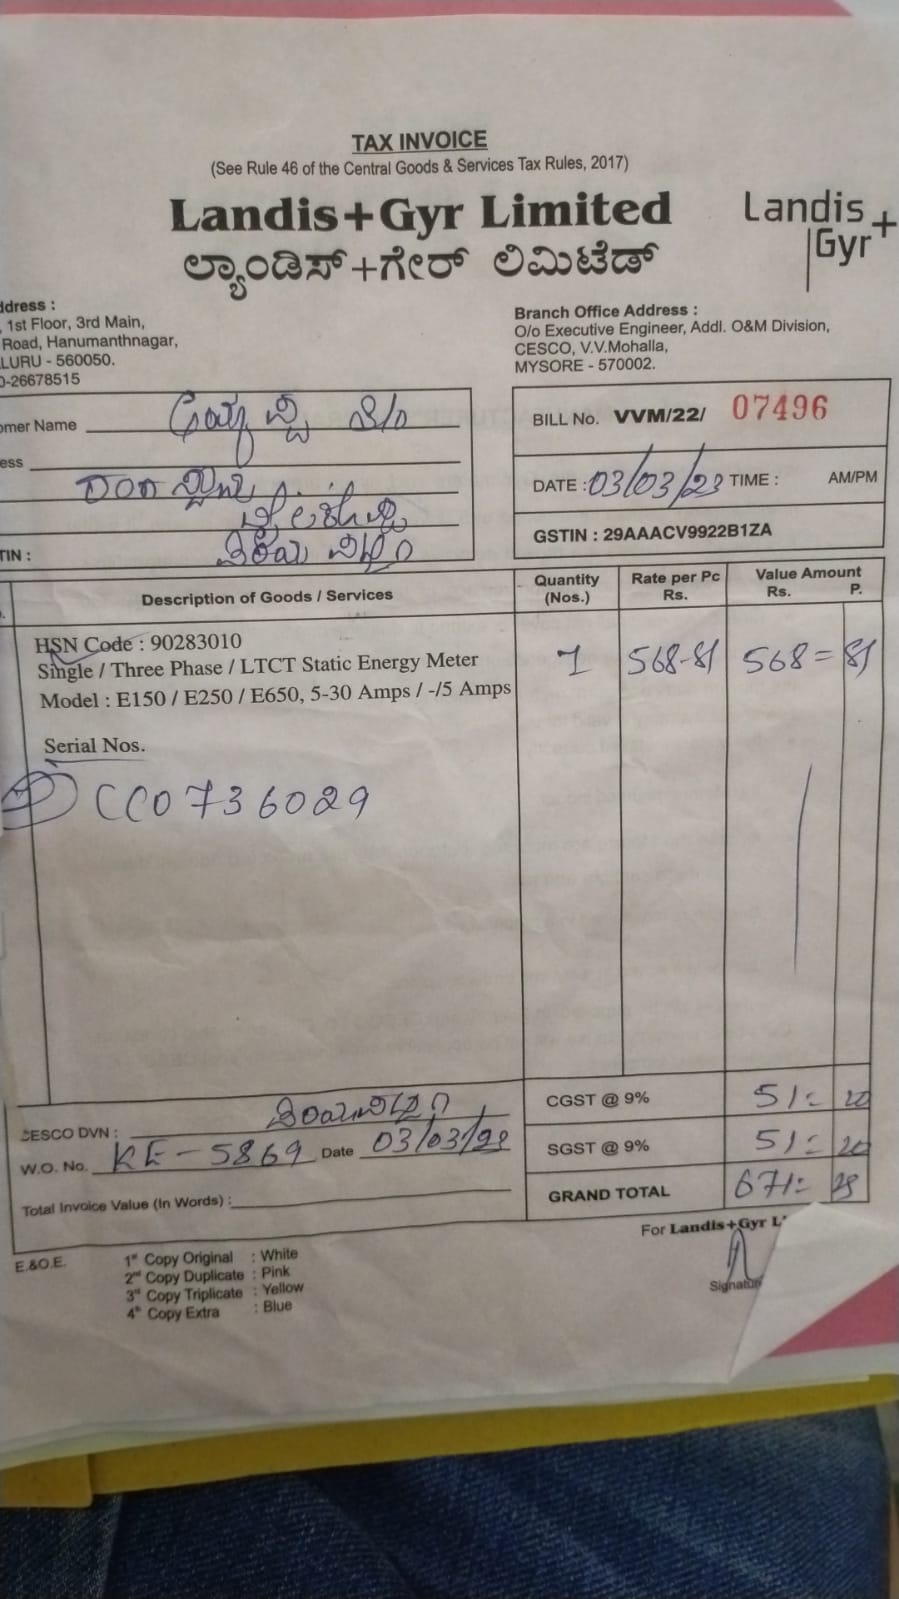 TAX INVOICE
(See Rule 46 of the Central Goods & Services Tax Rules, 2017)
Landis+Gyr Limited
Landis+
Gyr
ಲ್ಯಾಂಡಿಸ್+ಗೇರ್ ಲಿಮಿಟೆಡ್
ddress :
, 1st Floor, 3rd Main,
Road, Hanumanthnagar,
LURU - 560050.
0-26678515
Branch Office Address :
O/o Executive Engineer, Addl. O&M Division,
CESCO, V.V.Mohalla,
MYSORE - 570002.
omer Name
ess
TIN :
BILL No. VVM/22/ 07496
DATE : 03/03/23 TIME : AM/PM
GSTIN : 29AAACV9922B1ZA
Description of Goods / Services
Quantity (Nos.)
Rate per Pc Rs.
Value Amount Rs. P.
HSN Code : 90283010
Single / Three Phase / LTCT Static Energy Meter
Model : E150 / E250 / E650, 5-30 Amps / -/5 Amps
1 568-81 568=81
Serial Nos.
CC0736029
CESCO DVN :
W.O. No. KE-5869 Date 03/03/23
Total Invoice Value (In Words) :
CGST @ 9% 51= 20
SGST @ 9% 51= 20
GRAND TOTAL 671=
E.&O.E.
1st Copy Original : White
2nd Copy Duplicate : Pink
3rd Copy Triplicate : Yellow
4th Copy Extra : Blue
For Landis+Gyr Li
Signatur